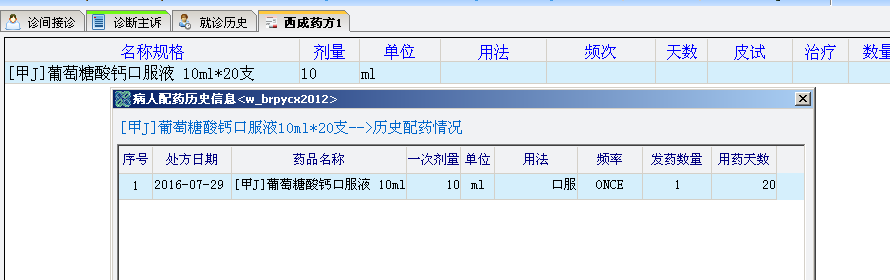 诊间接诊 诊断主诉 就诊历史 西成药方1
名称规格 剂量 单位 用法 频次 天数 皮试 治疗 数量
[甲J]葡萄糖酸钙口服液 10ml*20支 10 ml
病人配药历史信息<w_brpycx2012>
[甲J]葡萄糖酸钙口服液10ml*20支-->历史配药情况
序号 处方日期 药品名称 一次剂量 单位 用法 频率 发药数量 用药天数
1 2016-07-29 [甲J]葡萄糖酸钙口服液 10ml 10 ml 口服 ONCE 1 20